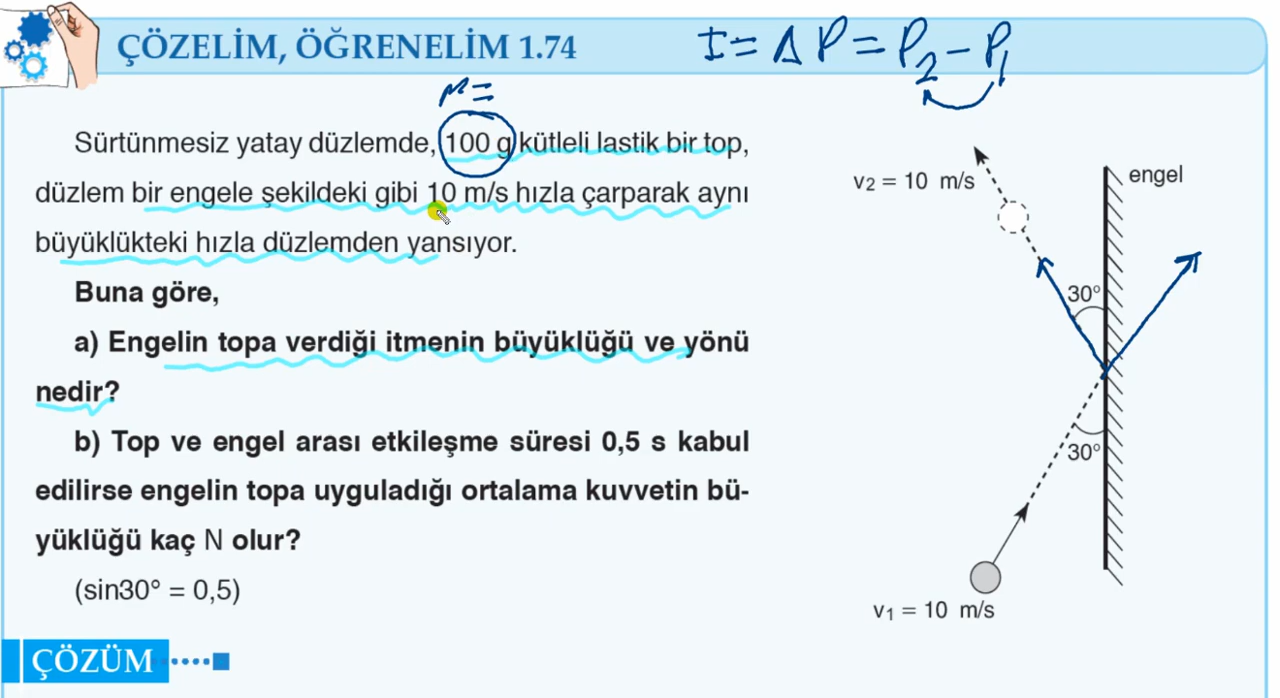 ÇÖZELİM, ÖĞRENELİM 1.74
I = Δ P = P2 - P1
M =
Sürtünmesiz yatay düzlemde, 100 g kütleli lastik bir top,
düzlem bir engele şekildeki gibi 10 m/s hızla çarparak aynı
büyüklükteki hızla düzlemden yansıyor.
Buna göre,
a) Engelin topa verdiği itmenin büyüklüğü ve yönü
nedir?
b) Top ve engel arası etkileşme süresi 0,5 s kabul
edilirse engelin topa uyguladığı ortalama kuvvetin bü-
yüklüğü kaç N olur?
(sin30° = 0,5)
ÇÖZÜM
v2 = 10 m/s
engel
30°
30°
v1 = 10 m/s